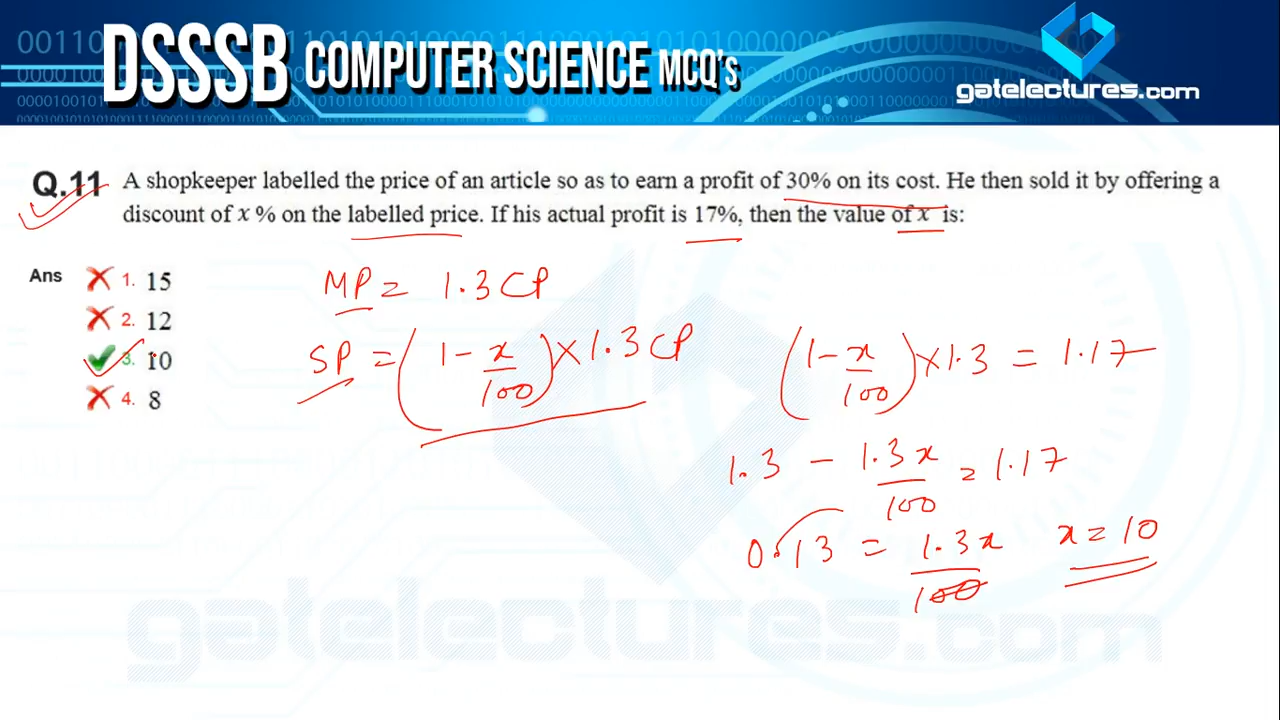 DSSSB COMPUTER SCIENCE MCQ'S
gatelectures.com
Q.11 A shopkeeper labelled the price of an article so as to earn a profit of 30% on its cost. He then sold it by offering a
discount of x % on the labelled price. If his actual profit is 17%, then the value of x is:
Ans
1. 15
2. 12
3. 10
4. 8
MP = 1.3 CP
SP = (1 - x/100) × 1.3 CP
(1 - x/100) × 1.3 = 1.17
1.3 - 1.3x/100 = 1.17
0.13 = 1.3x/100
x = 10
gatelectures.com